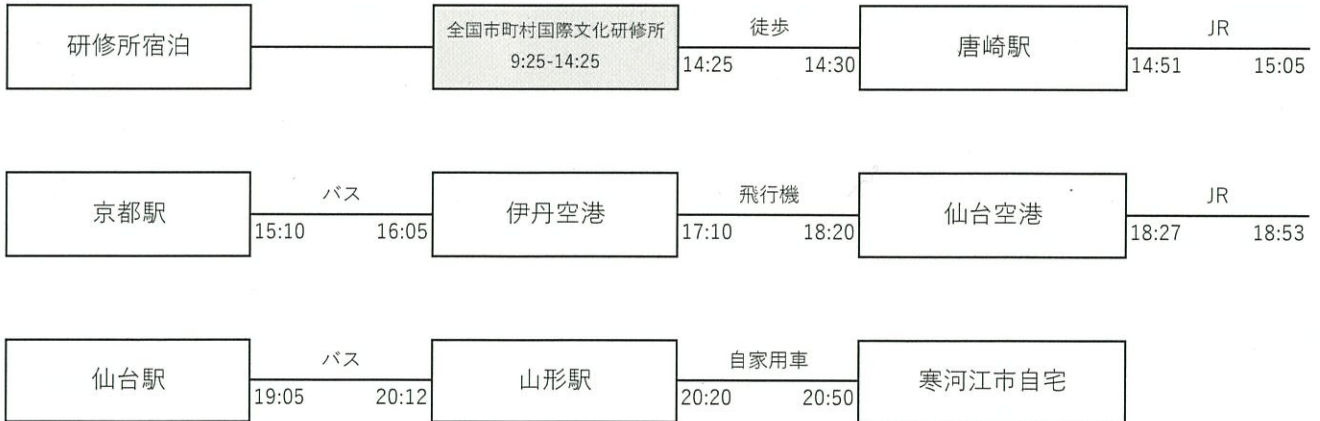 研修所宿泊
全国市町村国際文化研修所
9:25-14:25
徒歩
14:25 14:30
唐崎駅
JR
14:51 15:05
京都駅
バス
15:10 16:05
伊丹空港
飛行機
17:10 18:20
仙台空港
JR
18:27 18:53
仙台駅
バス
19:05 20:12
山形駅
自家用車
20:20 20:50
寒河江市自宅